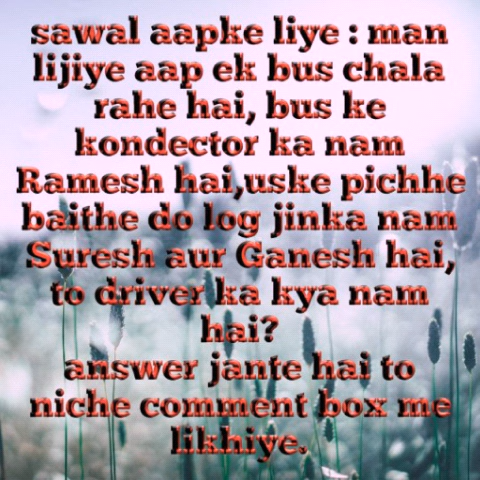 sawal aapke liye : man
lijiye aap ek bus chala
rahe hai, bus ke
kondector ka nam
Ramesh hai,uske pichhe
baithe do log jinka nam
Suresh aur Ganesh hai,
to driver ka kya nam
hai?
answer jante hai to
niche comment box me
likhiye.